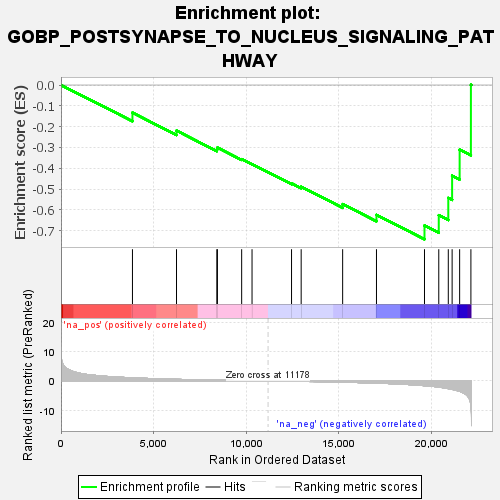 Enrichment plot:
GOBP_POSTSYNAPSE_TO_NUCLEUS_SIGNALING_PAT
HWAY
Enrichment score (ES)
0.0
-0.1
-0.2
-0.3
-0.4
-0.5
-0.6
-0.7
'na_pos' (positively correlated)
Ranked list metric (PreRanked)
20
10
0
-10
Zero cross at 11178
'na_neg' (negatively correlated)
0
5,000
10,000
15,000
20,000
Rank in Ordered Dataset
Enrichment profile
Hits
Ranking metric scores